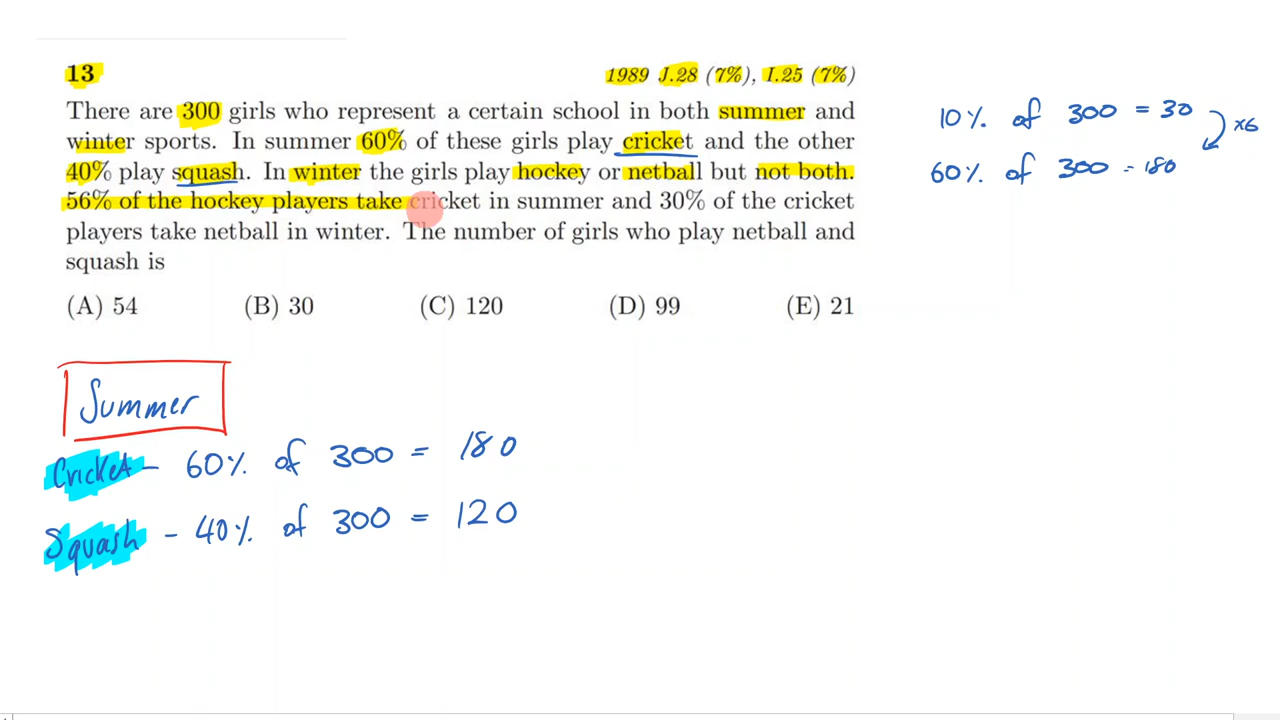 13
1989 J.28 (7%), I.25 (7%)
There are 300 girls who represent a certain school in both summer and
winter sports. In summer 60% of these girls play cricket and the other
40% play squash. In winter the girls play hockey or netball but not both.
56% of the hockey players take cricket in summer and 30% of the cricket
players take netball in winter. The number of girls who play netball and
squash is
(A) 54 (B) 30 (C) 120 (D) 99 (E) 21
10% of 300 = 30
x6
60% of 300 = 180
Summer
Cricket - 60% of 300 = 180
Squash - 40% of 300 = 120